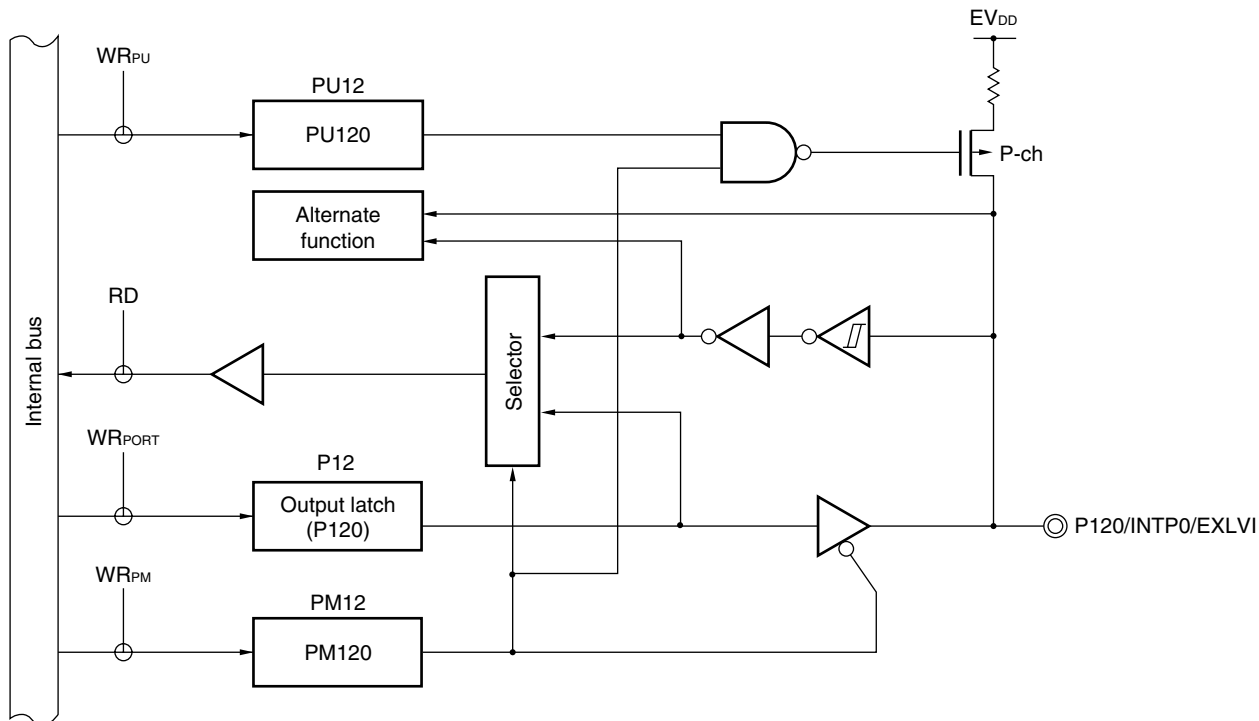 EVDD
WRPU
PU12
PU120
P-ch
Alternate
function
RD
Internal bus
Selector
WRPORT
P12
Output latch
(P120)
P120/INTP0/EXLVI
WRPM
PM12
PM120